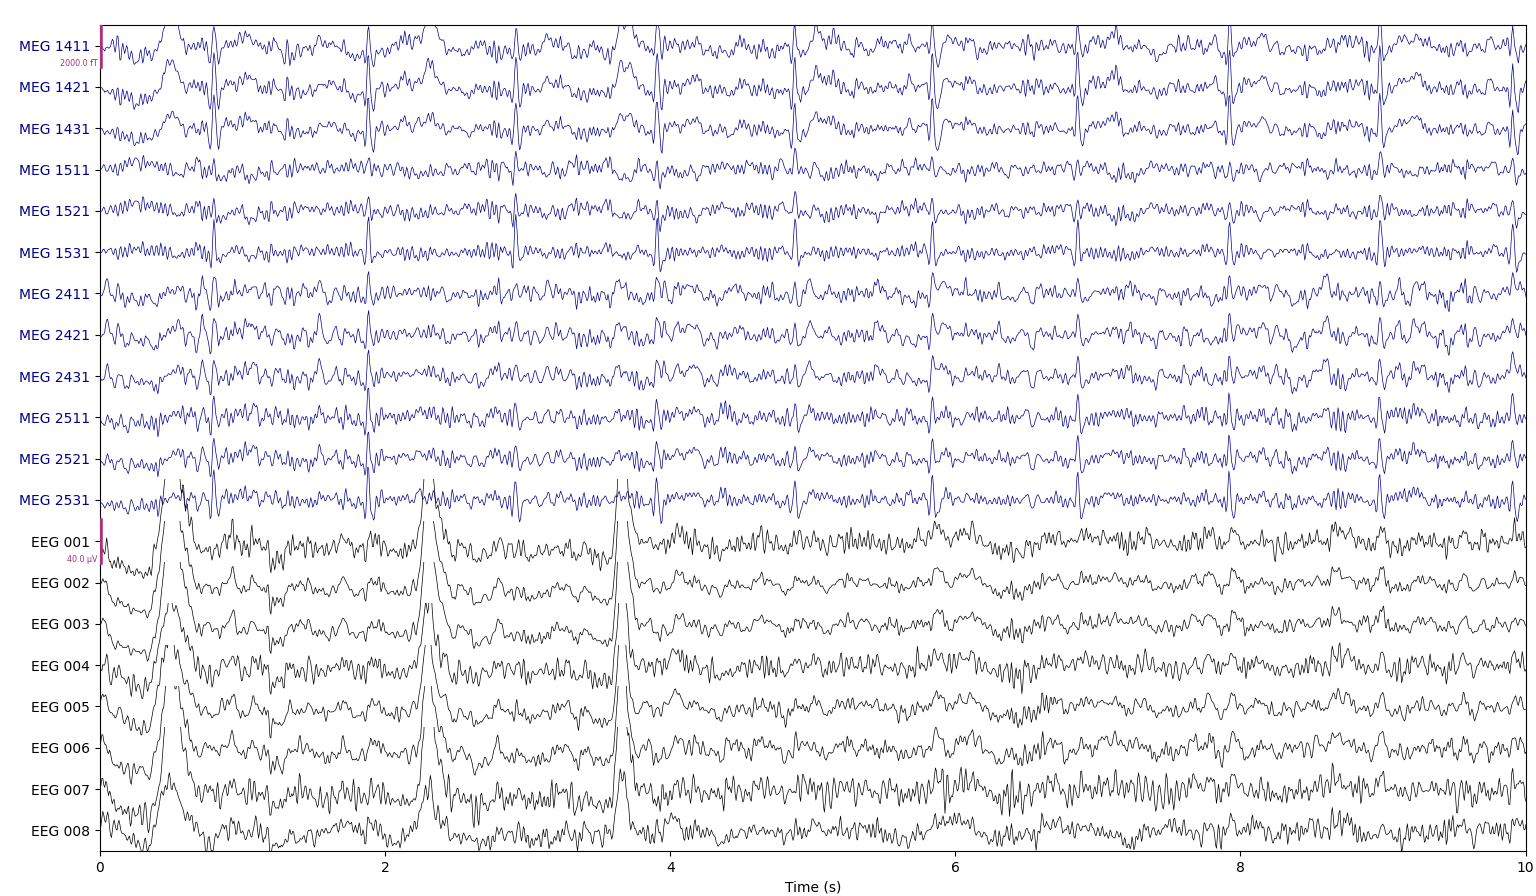 MEG 1411
2000.0 fT
MEG 1421
MEG 1431
MEG 1511
MEG 1521
MEG 1531
MEG 2411
MEG 2421
MEG 2431
MEG 2511
MEG 2521
MEG 2531
EEG 001
40.0 µV
EEG 002
EEG 003
EEG 004
EEG 005
EEG 006
EEG 007
EEG 008
0 2 4 6 8 10
Time (s)